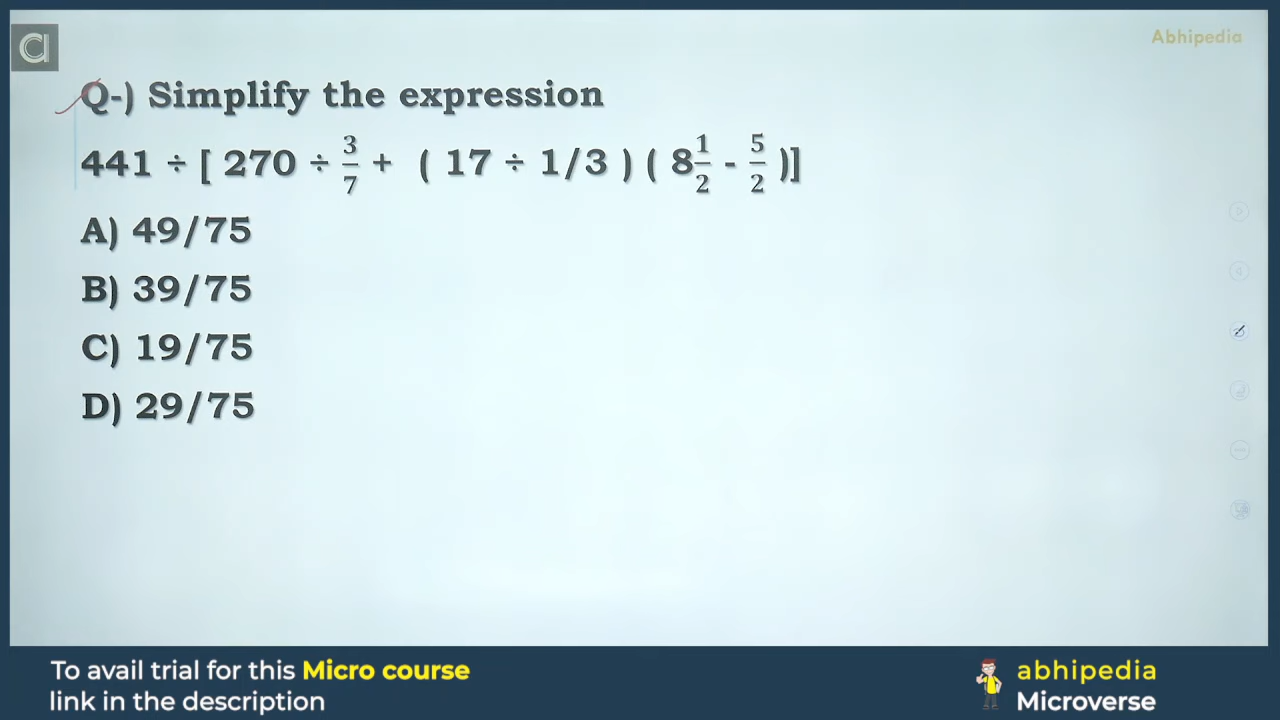 Abhipedia
Q-) Simplify the expression
441 ÷ [ 270 ÷ 3/7 + ( 17 ÷ 1/3 ) ( 8 1/2 - 5/2 )]
A) 49/75
B) 39/75
C) 19/75
D) 29/75
To avail trial for this Micro course
link in the description
abhipedia
Microverse